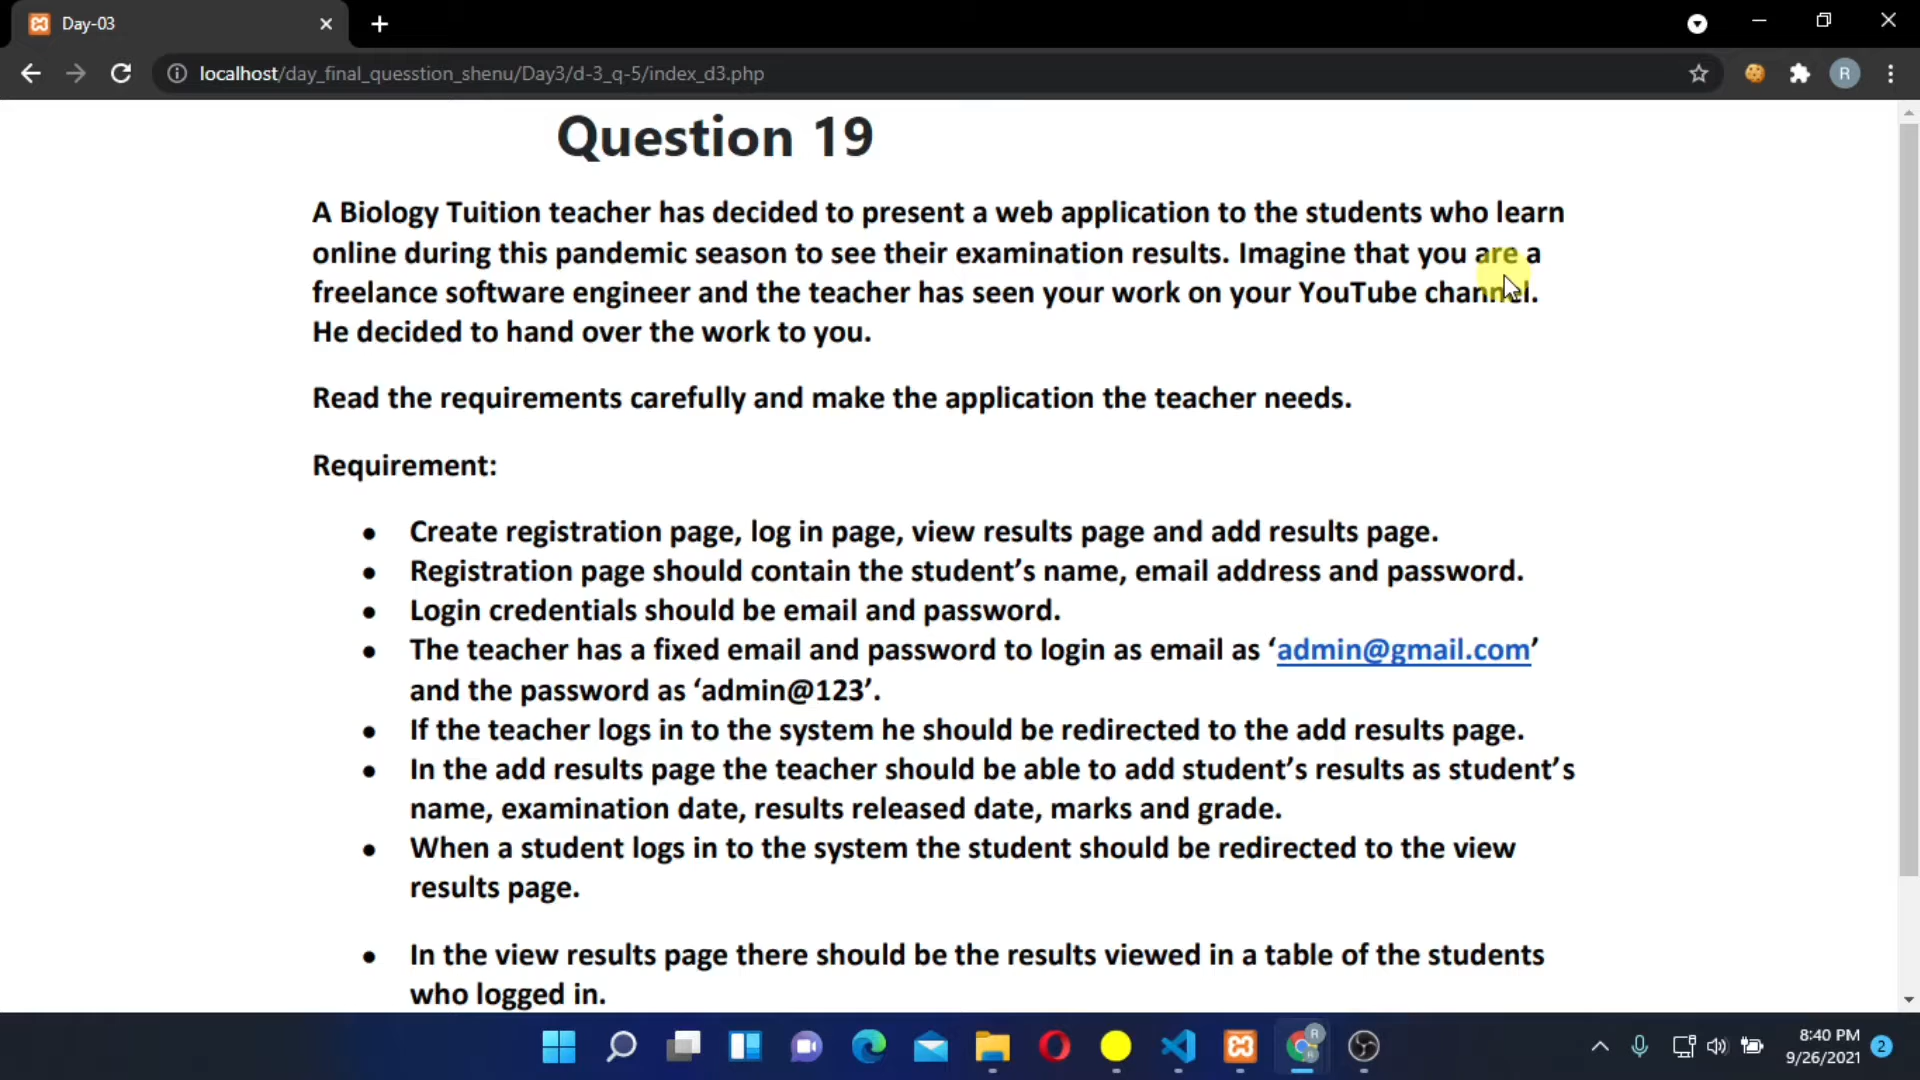 Day-03
localhost/day_final_quesstion_shenu/Day3/d-3_q-5/index_d3.php
R
Question 19
A Biology Tuition teacher has decided to present a web application to the students who learn
online during this pandemic season to see their examination results. Imagine that you are a
freelance software engineer and the teacher has seen your work on your YouTube channel.
He decided to hand over the work to you.
Read the requirements carefully and make the application the teacher needs.
Requirement:
● Create registration page, log in page, view results page and add results page.
● Registration page should contain the student’s name, email address and password.
● Login credentials should be email and password.
● The teacher has a fixed email and password to login as email as ‘admin@gmail.com’
and the password as ‘admin@123’.
● If the teacher logs in to the system he should be redirected to the add results page.
● In the add results page the teacher should be able to add student’s results as student’s
name, examination date, results released date, marks and grade.
● When a student logs in to the system the student should be redirected to the view
results page.
● In the view results page there should be the results viewed in a table of the students
who logged in.
8:40 PM
9/26/2021
2